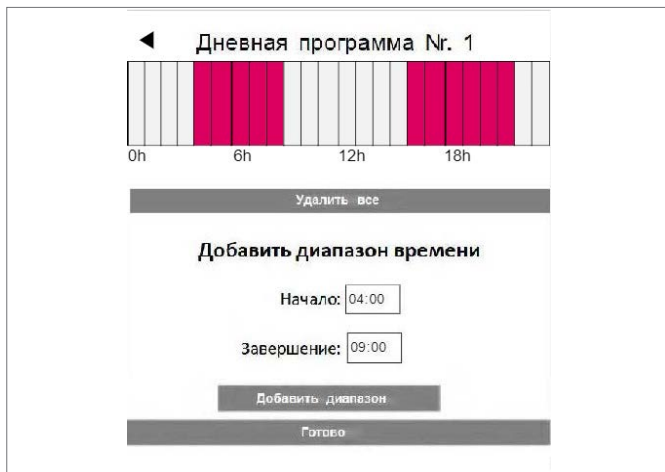 Дневная программа Nr. 1
0h 6h 12h 18h
Удалить все
Добавить диапазон времени
Начало: 04:00
Завершение: 09:00
Добавить диапазон
Готово